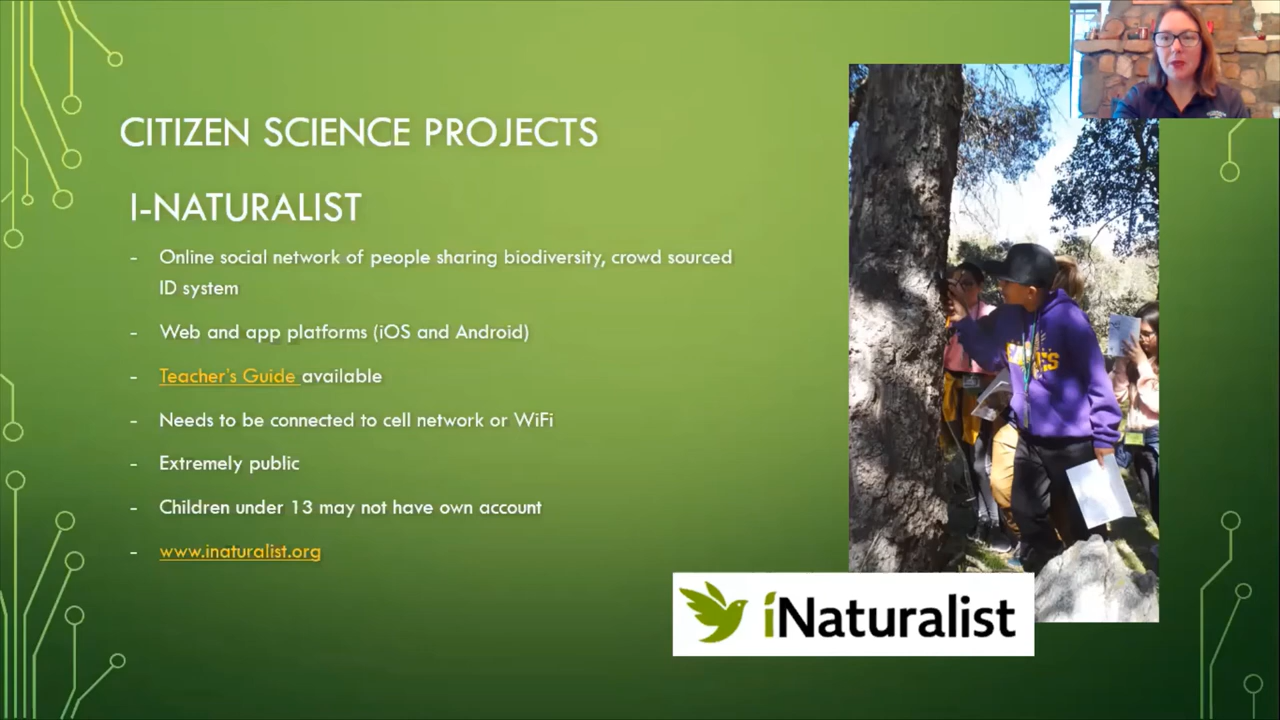 CITIZEN SCIENCE PROJECTS
I-NATURALIST
- Online social network of people sharing biodiversity, crowd sourced
ID system
- Web and app platforms (iOS and Android)
- Teacher's Guide available
- Needs to be connected to cell network or WiFi
- Extremely public
- Children under 13 may not have own account
- www.inaturalist.org
iNaturalist